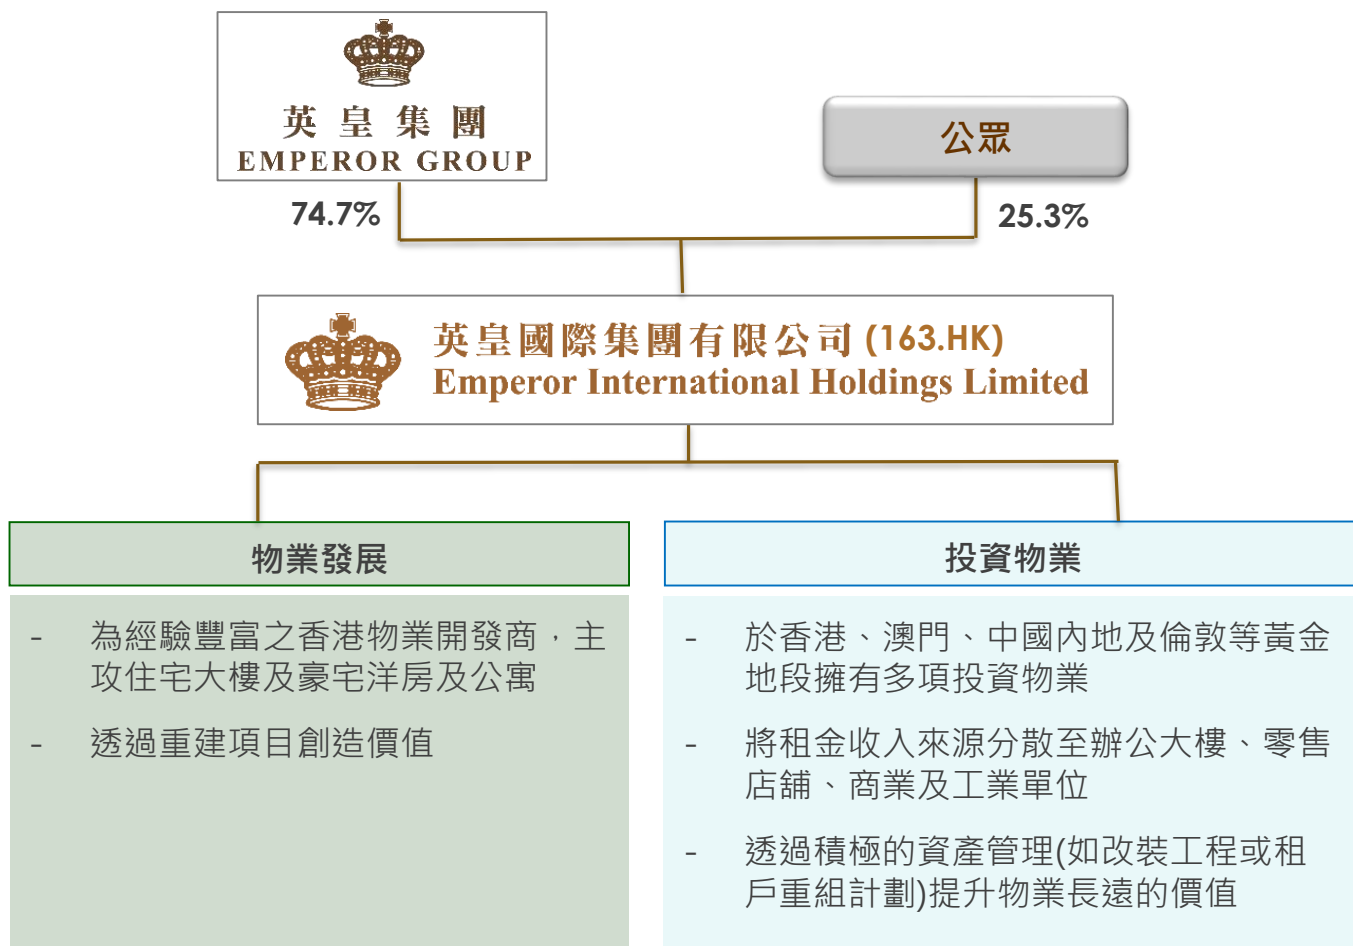 英皇集團
EMPEROR GROUP
公眾
74.7%
25.3%
英皇國際集團有限公司 (163.HK)
Emperor International Holdings Limited
物業發展
- 為經驗豐富之香港物業開發商，主
攻住宅大樓及豪宅洋房及公寓
- 透過重建項目創造價值
投資物業
- 於香港、澳門、中國內地及倫敦等黃金
地段擁有多項投資物業
- 將租金收入來源分散至辦公大樓、零售
店舖、商業及工業單位
- 透過積極的資產管理(如改裝工程或租
戶重組計劃)提升物業長遠的價值